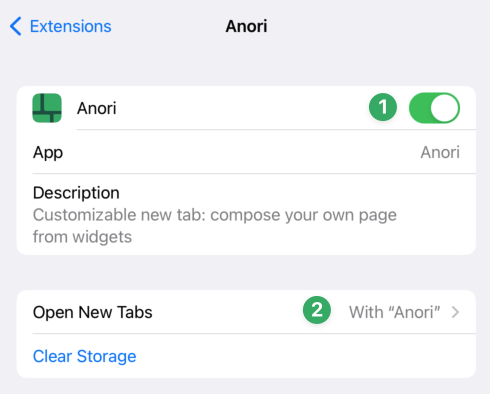 Extensions
Anori
Anori
1
App
Anori
Description
Customizable new tab: compose your own page
from widgets
Open New Tabs
2
With “Anori”
Clear Storage